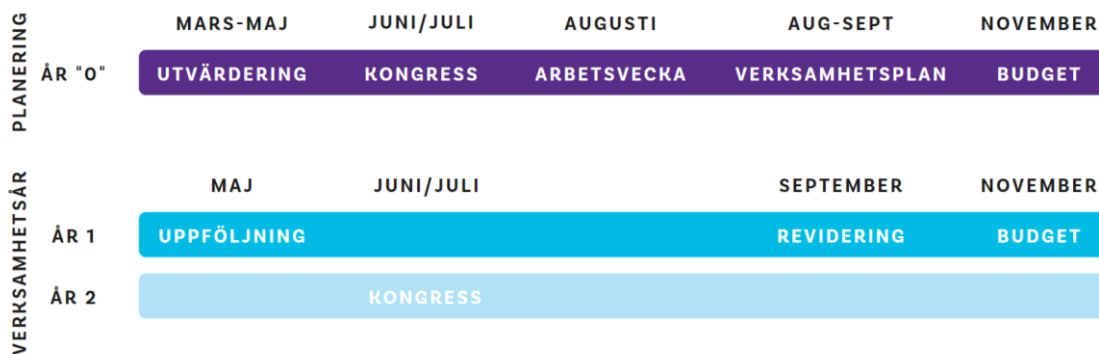 PLANERING
MARS-MAJ JUNI/JULI AUGUSTI AUG-SEPT NOVEMBER
ÅR "0" UTVÄRDERING KONGRESS ARBETSVECKA VERKSAMHETSPLAN BUDGET
VERKSAMHETSÅR
MAJ JUNI/JULI SEPTEMBER NOVEMBER
ÅR 1 UPPFÖLJNING REVIDERING BUDGET
ÅR 2 KONGRESS